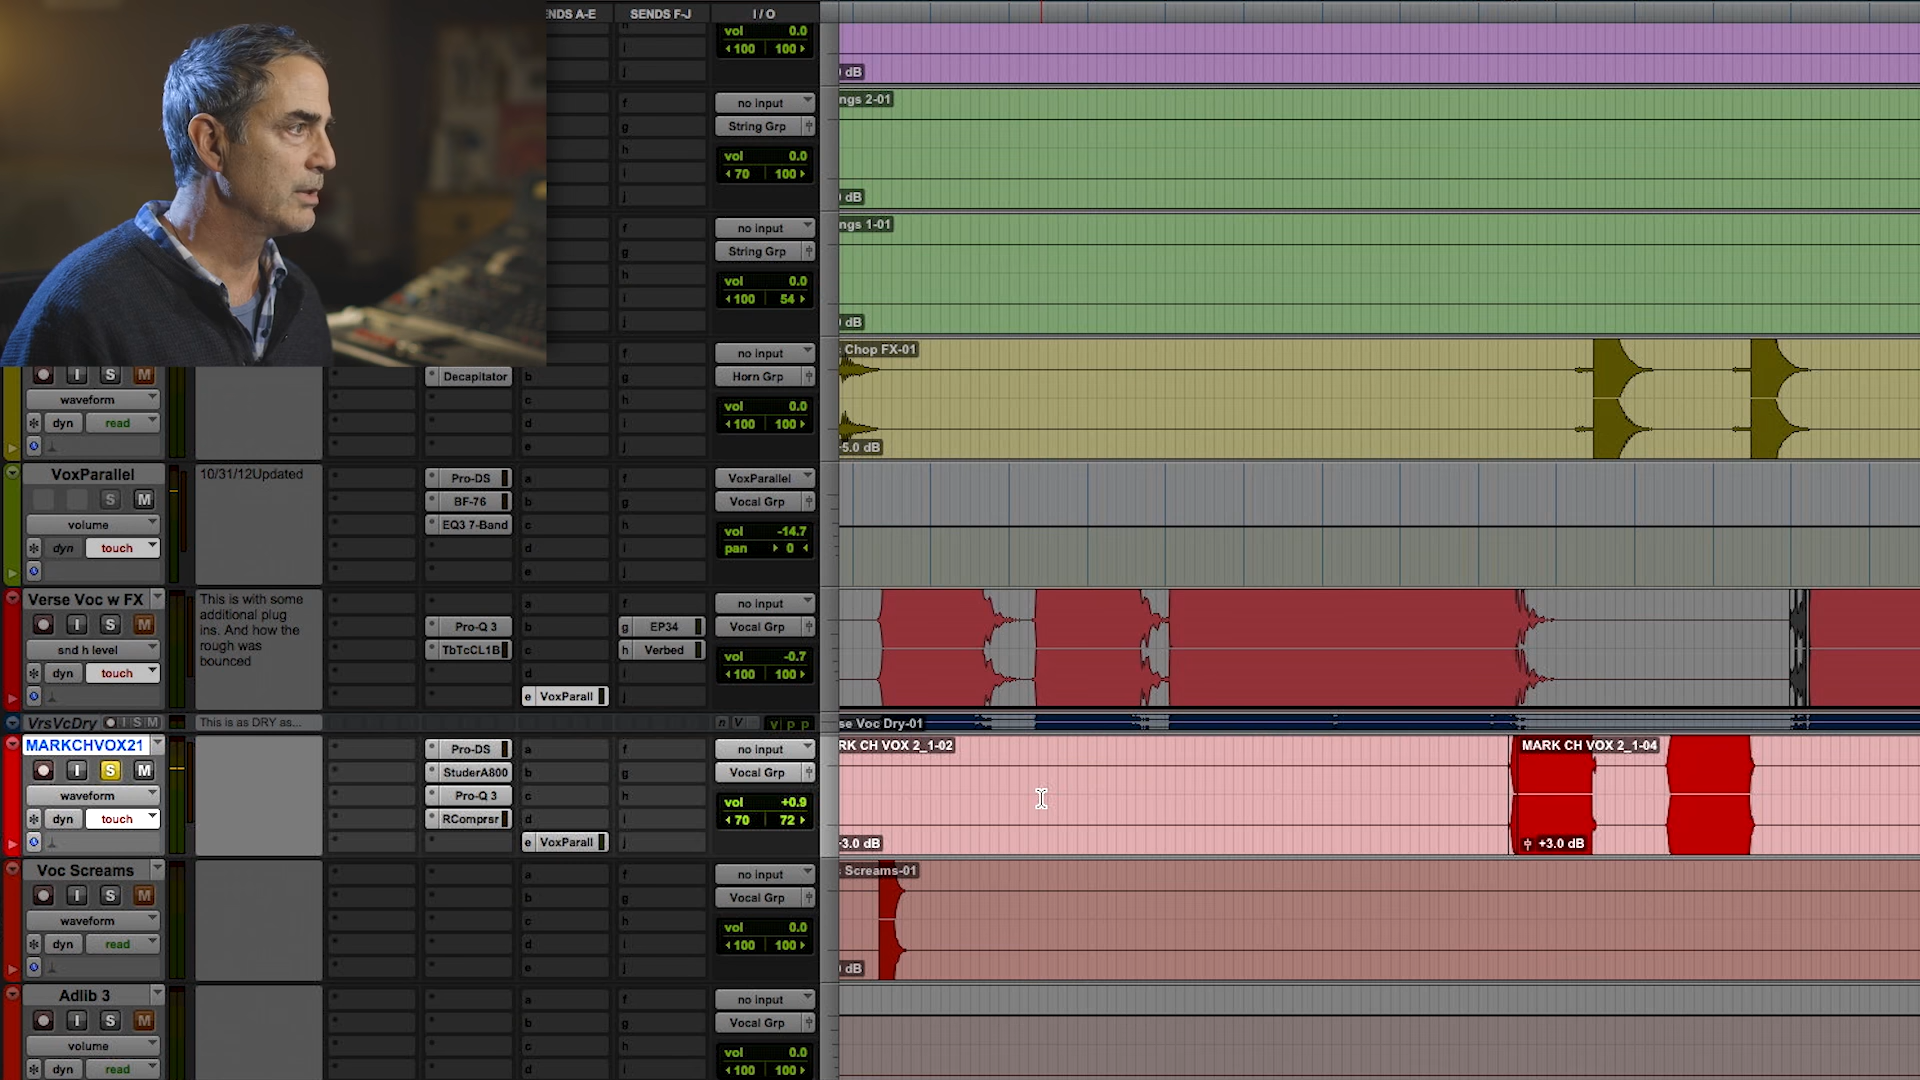 ENDS A-E SENDS F-J I / O
vol 0.0
100 100
dB
no input
String Grp
vol 0.0
70 100
ngs 2-01
dB
no input
String Grp
vol 0.0
100 54
ngs 1-01
dB
I S M
waveform
dyn read
Decapitator
b
c
d
e
f
g
h
i
j
no input
Horn Grp
vol 0.0
100 100
Chop FX-01
-5.0 dB
VoxParallel
S M
volume
dyn touch
10/31/12Updated
Pro-DS
BF-76
EQ3 7-Band
a
b
c
d
e
f
g
h
i
j
VoxParallel
Vocal Grp
vol -14.7
pan 0
Verse Voc w FX
I S M
snd h level
dyn touch
This is with some
additional plug
ins. And how the
rough was
bounced
Pro-Q 3
TbTcCL1B
a
b
c
d
e VoxParall
f
g EP34
h Verbed
i
j
no input
Vocal Grp
vol -0.7
100 100
VrsVcDry I S M
This is as DRY as...
n V
v p p
se Voc Dry-01
MARKCHVOX21
I S M
waveform
dyn touch
Pro-DS
StuderA800
Pro-Q 3
RComprsr
a
b
c
d
e VoxParall
f
g
h
i
j
no input
Vocal Grp
vol +0.9
70 72
RK CH VOX 2_1-02
MARK CH VOX 2_1-04
+3.0 dB
+3.0 dB
Voc Screams
I S M
waveform
dyn read
a
b
c
d
e
f
g
h
i
j
no input
Vocal Grp
vol 0.0
100 100
Screams-01
dB
Adlib 3
I S M
volume
dyn read
a
b
c
d
f
g
h
i
no input
Vocal Grp
vol 0.0
100 100